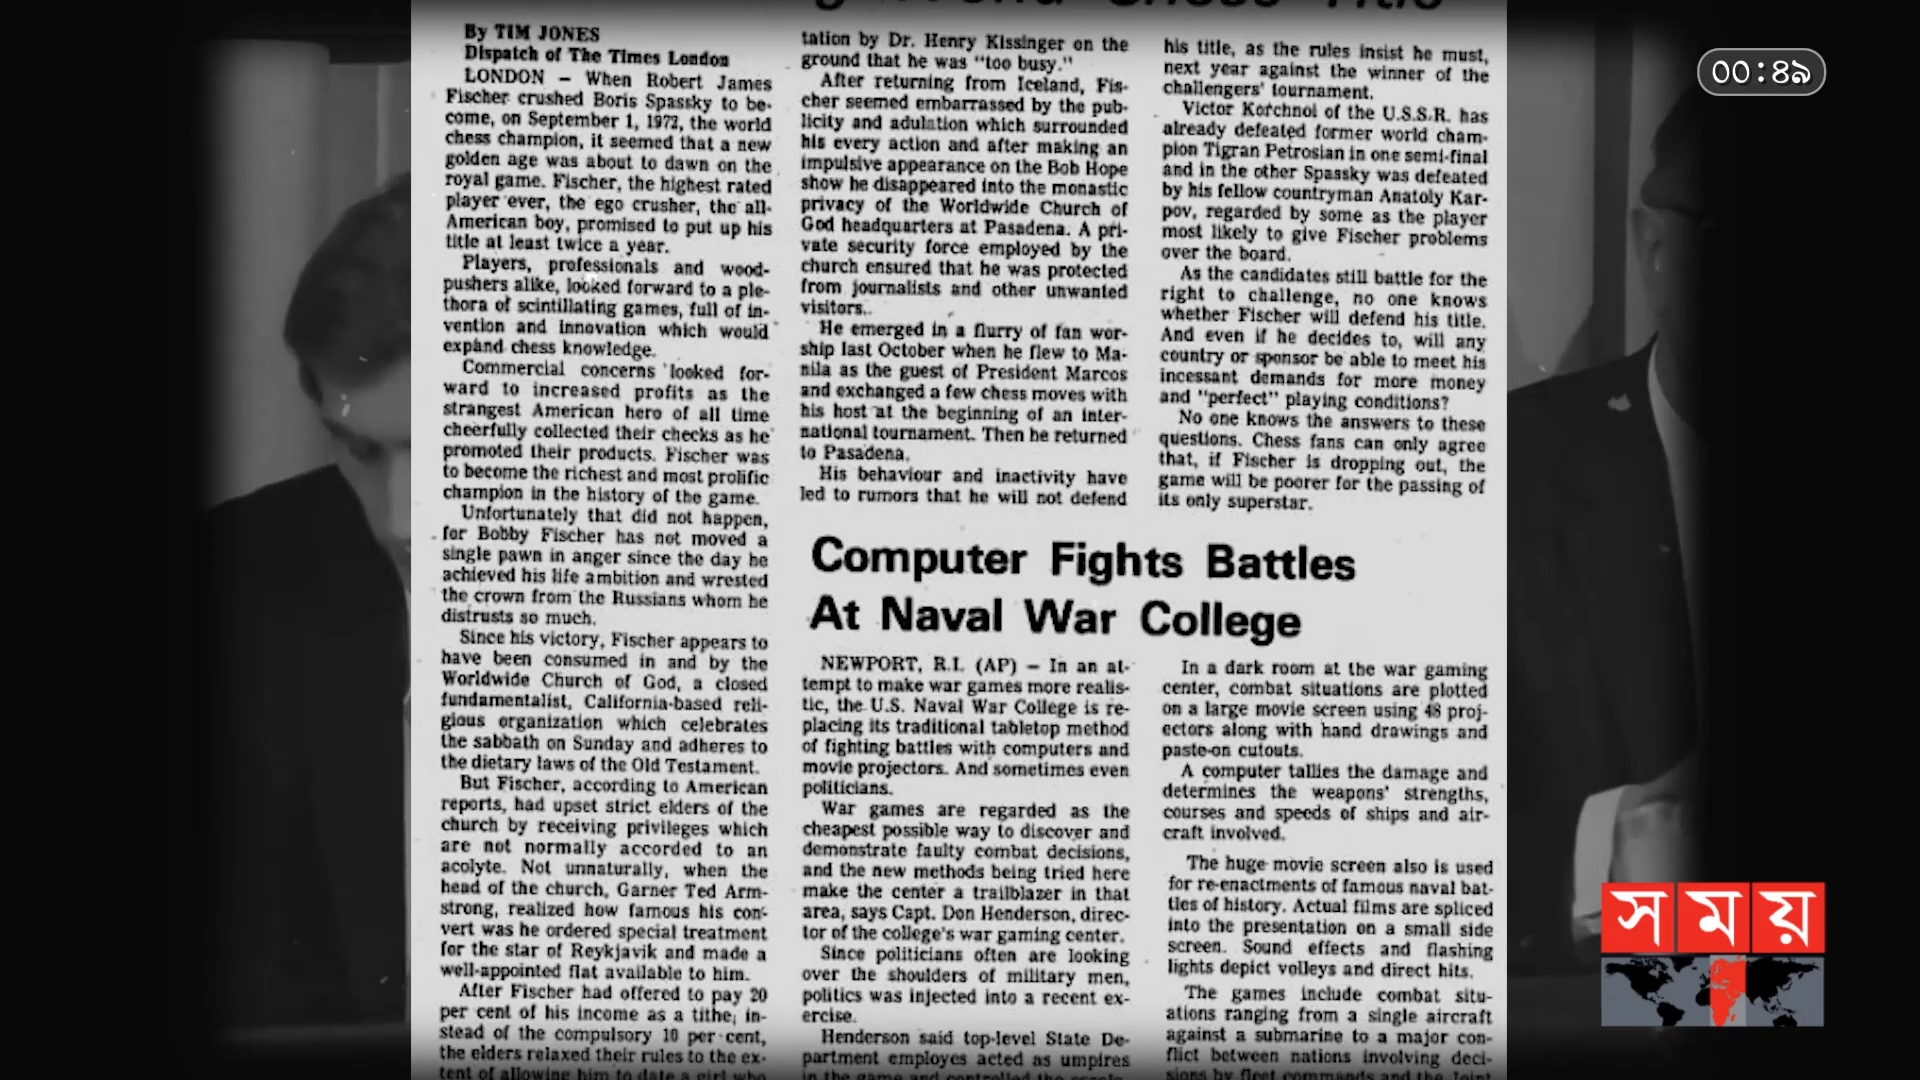 By TIM JONES
Dispatch of The Times London
LONDON — When Robert James
Fischer crushed Boris Spassky to be-
come, on September 1, 1972, the world
chess champion, it seemed that a new
golden age was about to dawn on the
royal game. Fischer, the highest rated
player ever, the ego crusher, the all-
American boy, promised to put up his
title at least twice a year.
Players, professionals and wood-
pushers alike, looked forward to a ple-
thora of scintillating games, full of in-
vention and innovation which would
expand chess knowledge.
Commercial concerns looked for-
ward to increased profits as the
strangest American hero of all time
cheerfully collected their checks as he
promoted their products. Fischer was
to become the richest and most prolific
champion in the history of the game.
Unfortunately that did not happen,
for Bobby Fischer has not moved a
single pawn in anger since the day he
achieved his life ambition and wrested
the crown from the Russians whom he
distrusts so much.
Since his victory, Fischer appears to
have been consumed in and by the
Worldwide Church of God, a closed
fundamentalist, California-based reli-
gious organization which celebrates
the sabbath on Sunday and adheres to
the dietary laws of the Old Testament.
But Fischer, according to American
reports, had upset strict elders of the
church by receiving privileges which
are not normally accorded to an
acolyte. Not unnaturally, when the
head of the church, Garner Ted Arm-
strong, realized how famous his con-
vert was he ordered special treatment
for the star of Reykjavik and made a
well-appointed flat available to him.
After Fischer had offered to pay 20
per cent of his income as a tithe, in-
stead of the compulsory 10 per cent,
the elders relaxed their rules to the ex-
tent of allowing him to date a girl who
tation by Dr. Henry Kissinger on the
ground that he was "too busy."
After returning from Iceland, Fis-
cher seemed embarrassed by the pub-
licity and adulation which surrounded
his every action and after making an
impulsive appearance on the Bob Hope
show he disappeared into the monastic
privacy of the Worldwide Church of
God headquarters at Pasadena. A pri-
vate security force employed by the
church ensured that he was protected
from journalists and other unwanted
visitors.
He emerged in a flurry of fan wor-
ship last October when he flew to Ma-
nila as the guest of President Marcos
and exchanged a few chess moves with
his host at the beginning of an inter-
national tournament. Then he returned
to Pasadena.
His behaviour and inactivity have
led to rumors that he will not defend
his title, as the rules insist he must,
next year against the winner of the
challengers' tournament.
Victor Korchnoi of the U.S.S.R. has
already defeated former world cham-
pion Tigran Petrosian in one semi-final
and in the other Spassky was defeated
by his fellow countryman Anatoly Kar-
pov, regarded by some as the player
most likely to give Fischer problems
over the board.
As the candidates still battle for the
right to challenge, no one knows
whether Fischer will defend his title.
And even if he decides to, will any
country or sponsor be able to meet his
incessant demands for more money
and "perfect" playing conditions?
No one knows the answers to these
questions. Chess fans can only agree
that, if Fischer is dropping out, the
game will be poorer for the passing of
its only superstar.
Computer Fights Battles
At Naval War College
NEWPORT, R.I. (AP) — In an at-
tempt to make war games more realis-
tic, the U.S. Naval War College is re-
placing its traditional tabletop method
of fighting battles with computers and
movie projectors. And sometimes even
politicians.
War games are regarded as the
cheapest possible way to discover and
demonstrate faulty combat decisions,
and the new methods being tried here
make the center a trailblazer in that
area, says Capt. Don Henderson, direc-
tor of the college's war gaming center.
Since politicians often are looking
over the shoulders of military men,
politics was injected into a recent ex-
ercise.
Henderson said top-level State De-
partment employes acted as umpires
in the game and controlled the
In a dark room at the war gaming
center, combat situations are plotted
on a large movie screen using 48 proj-
ectors along with hand drawings and
paste-on cutouts.
A computer tallies the damage and
determines the weapons' strengths,
courses and speeds of ships and air-
craft involved.
The huge movie screen also is used
for re-enactments of famous naval bat-
tles of history. Actual films are spliced
into the presentation on a small side
screen. Sound effects and flashing
lights depict volleys and direct hits.
The games include combat situ-
ations ranging from a single aircraft
against a submarine to a major con-
flict between nations involving deci-
sions by fleet commands and the Joint
০০:৪৯
সময়